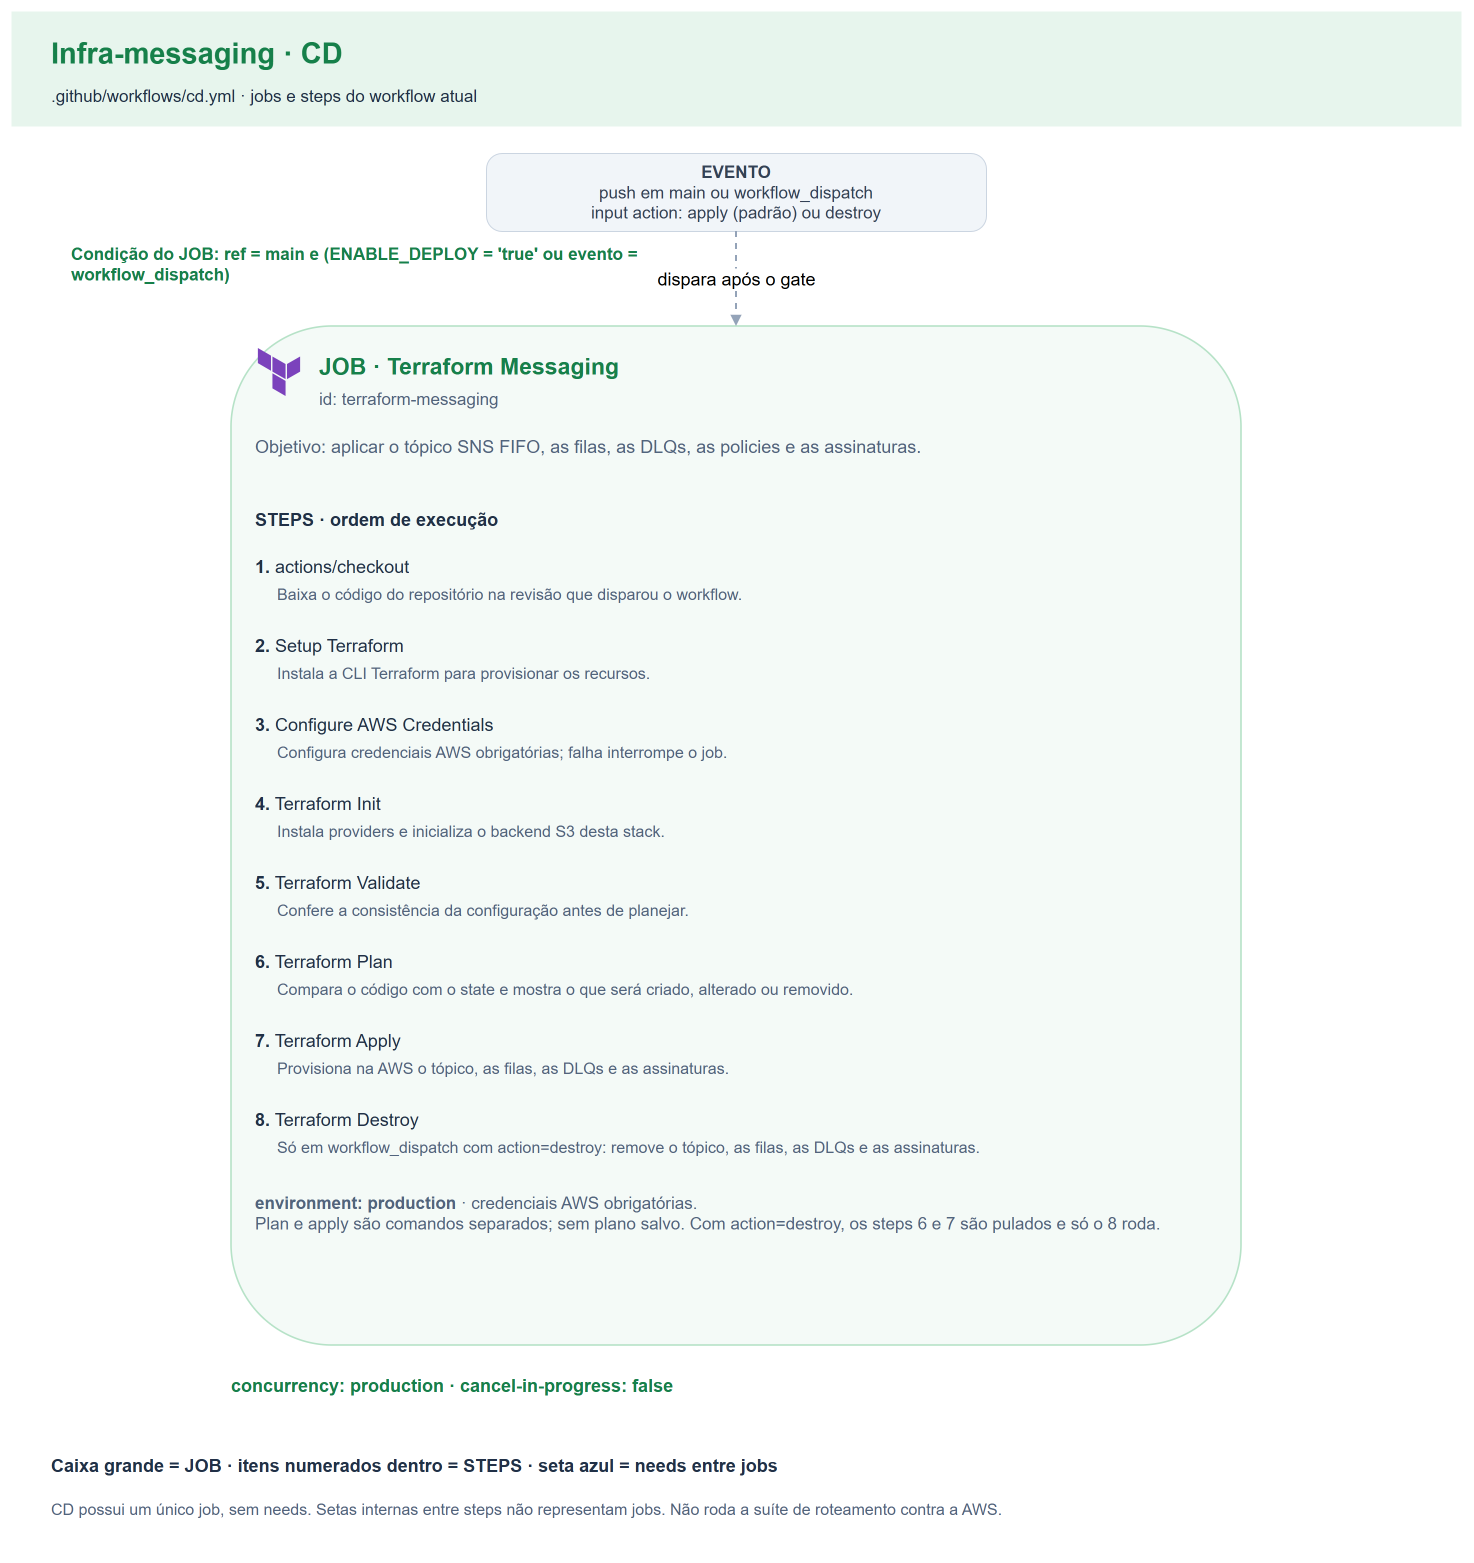 Infra-messaging · CD
.github/workflows/cd.yml · jobs e steps do workflow atual
EVENTO
push em main ou workflow_dispatch
input action: apply (padrão) ou destroy
Condição do JOB: ref = main e (ENABLE_DEPLOY = 'true' ou evento =
workflow_dispatch)
dispara após o gate
JOB · Terraform Messaging
id: terraform-messaging
Objetivo: aplicar o tópico SNS FIFO, as filas, as DLQs, as policies e as assinaturas.
STEPS · ordem de execução
1. actions/checkout
Baixa o código do repositório na revisão que disparou o workflow.
2. Setup Terraform
Instala a CLI Terraform para provisionar os recursos.
3. Configure AWS Credentials
Configura credenciais AWS obrigatórias; falha interrompe o job.
4. Terraform Init
Instala providers e inicializa o backend S3 desta stack.
5. Terraform Validate
Confere a consistência da configuração antes de planejar.
6. Terraform Plan
Compara o código com o state e mostra o que será criado, alterado ou removido.
7. Terraform Apply
Provisiona na AWS o tópico, as filas, as DLQs e as assinaturas.
8. Terraform Destroy
Só em workflow_dispatch com action=destroy: remove o tópico, as filas, as DLQs e as assinaturas.
environment: production · credenciais AWS obrigatórias.
Plan e apply são comandos separados; sem plano salvo. Com action=destroy, os steps 6 e 7 são pulados e só o 8 roda.
concurrency: production · cancel-in-progress: false
Caixa grande = JOB · itens numerados dentro = STEPS · seta azul = needs entre jobs
CD possui um único job, sem needs. Setas internas entre steps não representam jobs. Não roda a suíte de roteamento contra a AWS.